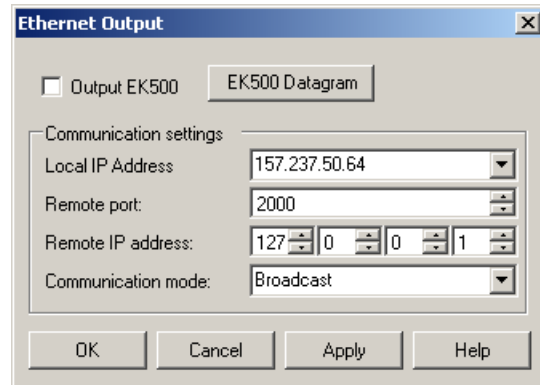 Ethernet Output
Output EK500 EK500 Datagram
Communication settings
Local IP Address 157.237.50.64
Remote port: 2000
Remote IP address: 127 0 0 1
Communication mode: Broadcast
OK Cancel Apply Help